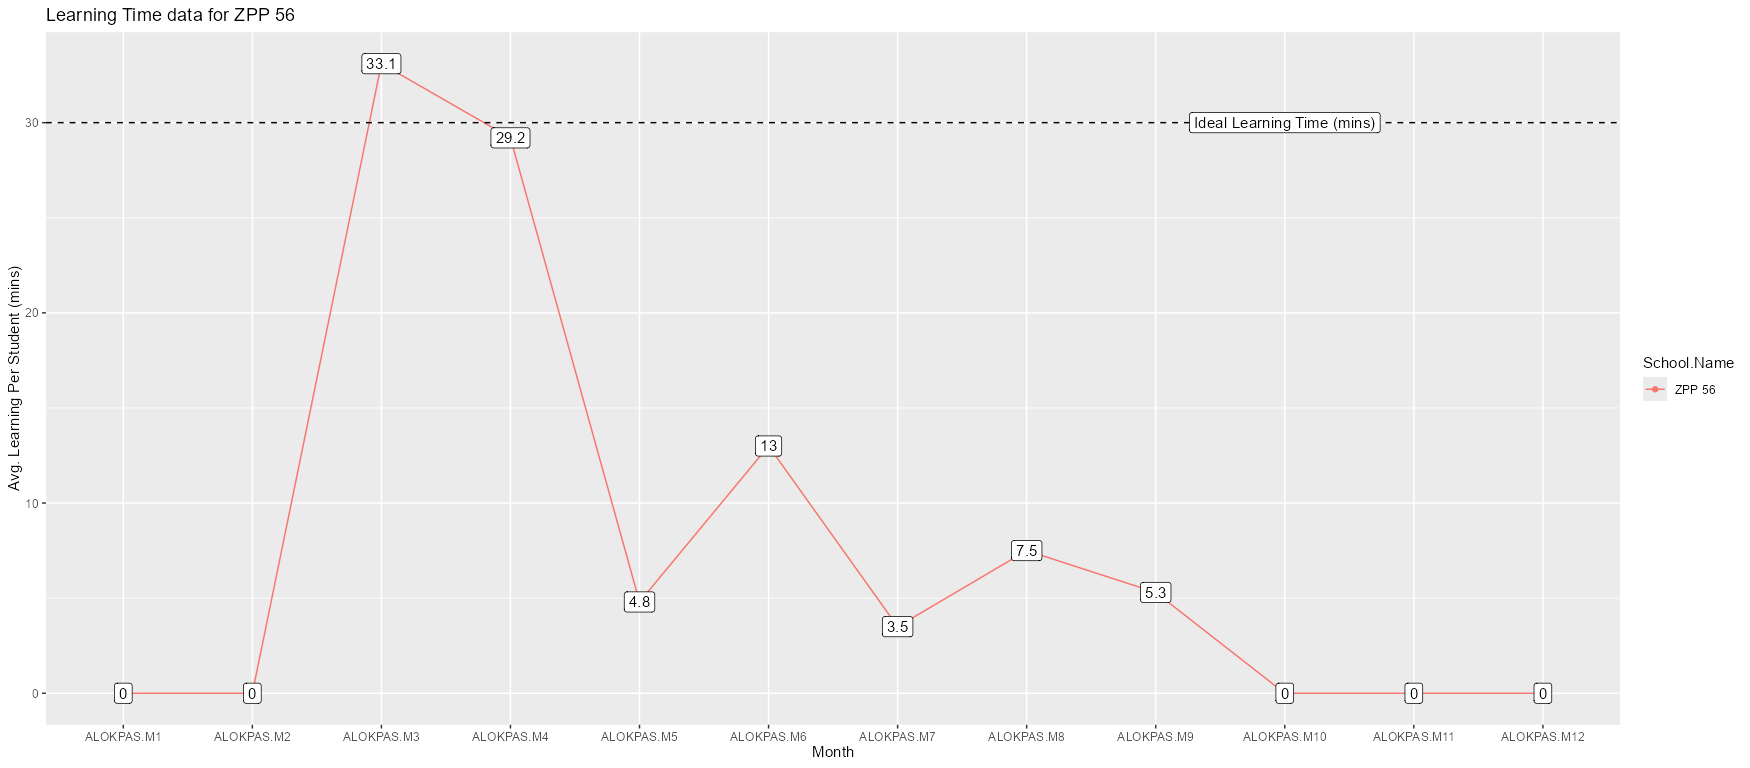 Learning Time data for ZPP 56
Avg. Learning Per Student (mins)
30
20
10
0
33.1
29.2
Ideal Learning Time (mins)
13
4.8
3.5
7.5
5.3
0
0
0
0
0
ALOKPAS.M1
ALOKPAS.M2
ALOKPAS.M3
ALOKPAS.M4
ALOKPAS.M5
ALOKPAS.M6
ALOKPAS.M7
ALOKPAS.M8
ALOKPAS.M9
ALOKPAS.M10
ALOKPAS.M11
ALOKPAS.M12
Month
School.Name
ZPP 56